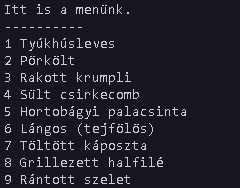 Itt is a menünk.
----------
1 Tyúkhúsleves
2 Pörkölt
3 Rakott krumpli
4 Sült csirkecomb
5 Hortobágyi palacsinta
6 Lángos (tejfölös)
7 Töltött káposzta
8 Grillezett halfilé
9 Rántott szelet